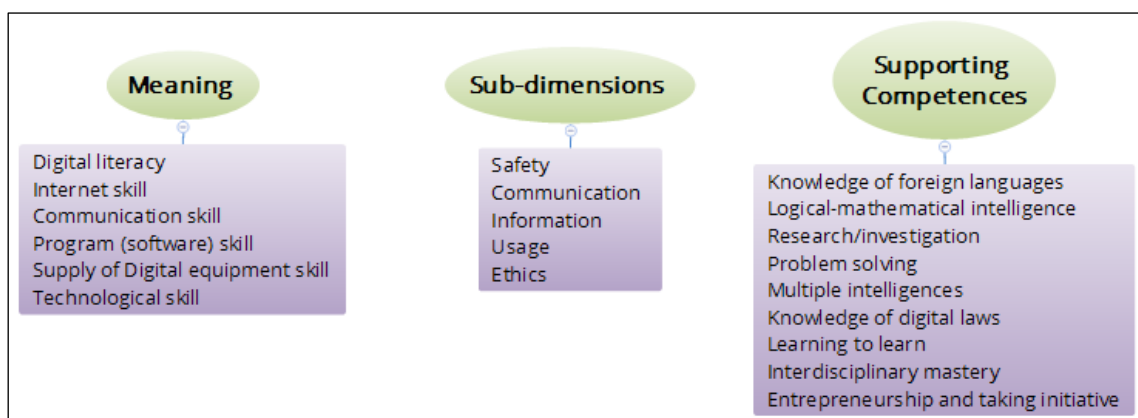 Meaning
Digital literacy
Internet skill
Communication skill
Program (software) skill
Supply of Digital equipment skill
Technological skill
Sub-dimensions
Safety
Communication
Information
Usage
Ethics
Supporting
Competences
Knowledge of foreign languages
Logical-mathematical intelligence
Research/investigation
Problem solving
Multiple intelligences
Knowledge of digital laws
Learning to learn
Interdisciplinary mastery
Entrepreneurship and taking initiative